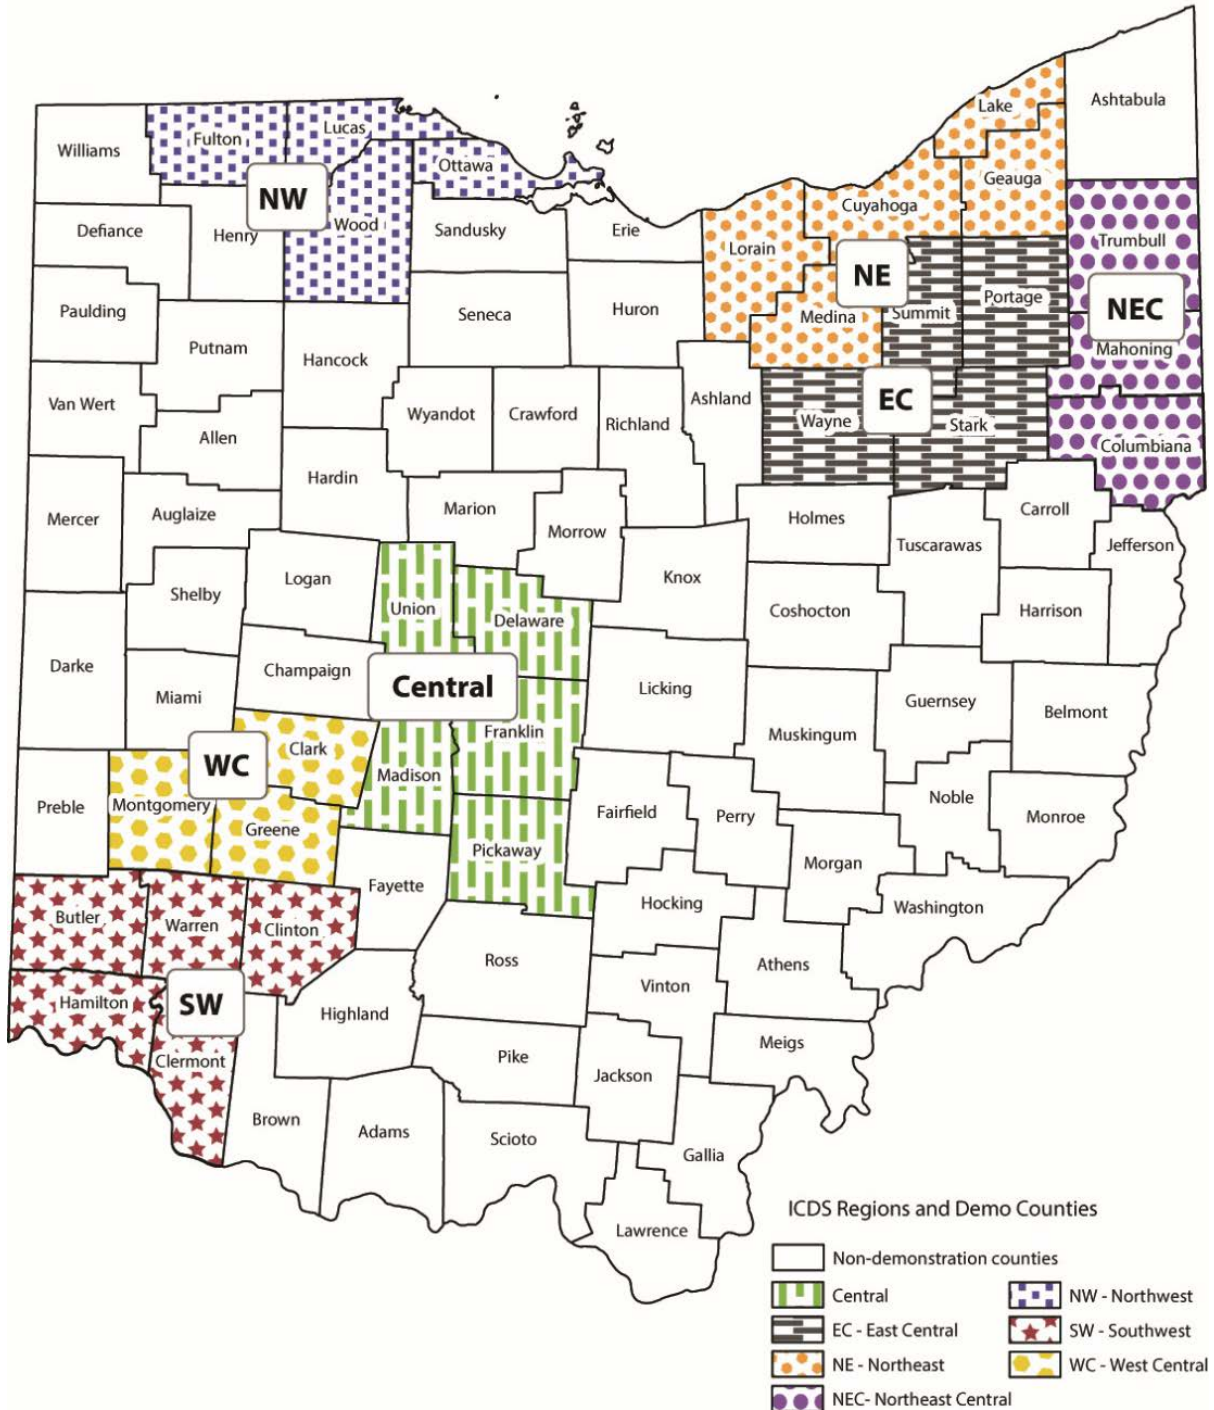 Ashtabula
Lake
Williams
Fulton
Lucas
Ottawa
Geauga
NW
Cuyahoga
Wood
Defiance
Henry
Sandusky
Erie
Lorain
Trumbull
NE
Paulding
Seneca
Huron
Medina
Summit
Portage
NEC
Putnam
Hancock
Mahoning
Van Wert
Allen
Wyandot
Crawford
Richland
Ashland
EC
Wayne
Stark
Columbiana
Hardin
Mercer
Auglaize
Marion
Morrow
Holmes
Carroll
Tuscarawas
Jefferson
Logan
Shelby
Knox
Union
Delaware
Coshocton
Harrison
Darke
Champaign
Miami
Central
Licking
Guernsey
Belmont
Clark
Franklin
Muskingum
WC
Madison
Preble
Montgomery
Greene
Fairfield
Perry
Noble
Monroe
Pickaway
Morgan
Fayette
Butler
Warren
Clinton
Hocking
Washington
Ross
Athens
Hamilton
SW
Highland
Vinton
Clermont
Pike
Jackson
Meigs
Brown
Adams
Scioto
Gallia
Lawrence
ICDS Regions and Demo Counties
Non-demonstration counties
Central
NW - Northwest
EC - East Central
SW - Southwest
NE - Northeast
WC - West Central
NEC- Northeast Central